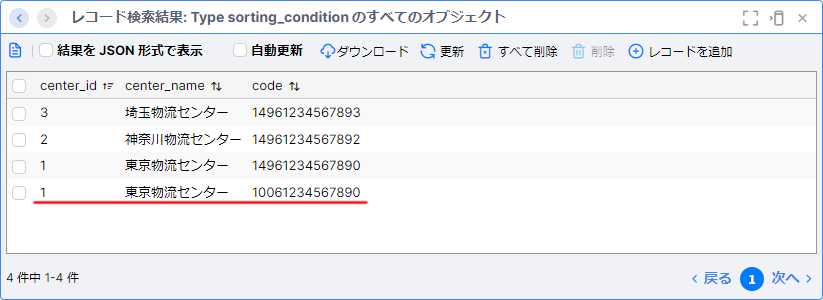 レコード検索結果: Type sorting_condition のすべてのオブジェクト
結果を JSON 形式で表示 自動更新 ダウンロード 更新 すべて削除 削除 レコードを追加
center_id center_name code
3 埼玉物流センター 14961234567893
2 神奈川物流センター 14961234567892
1 東京物流センター 14961234567890
1 東京物流センター 10061234567890
4 件中 1-4 件 戻る 1 次へ